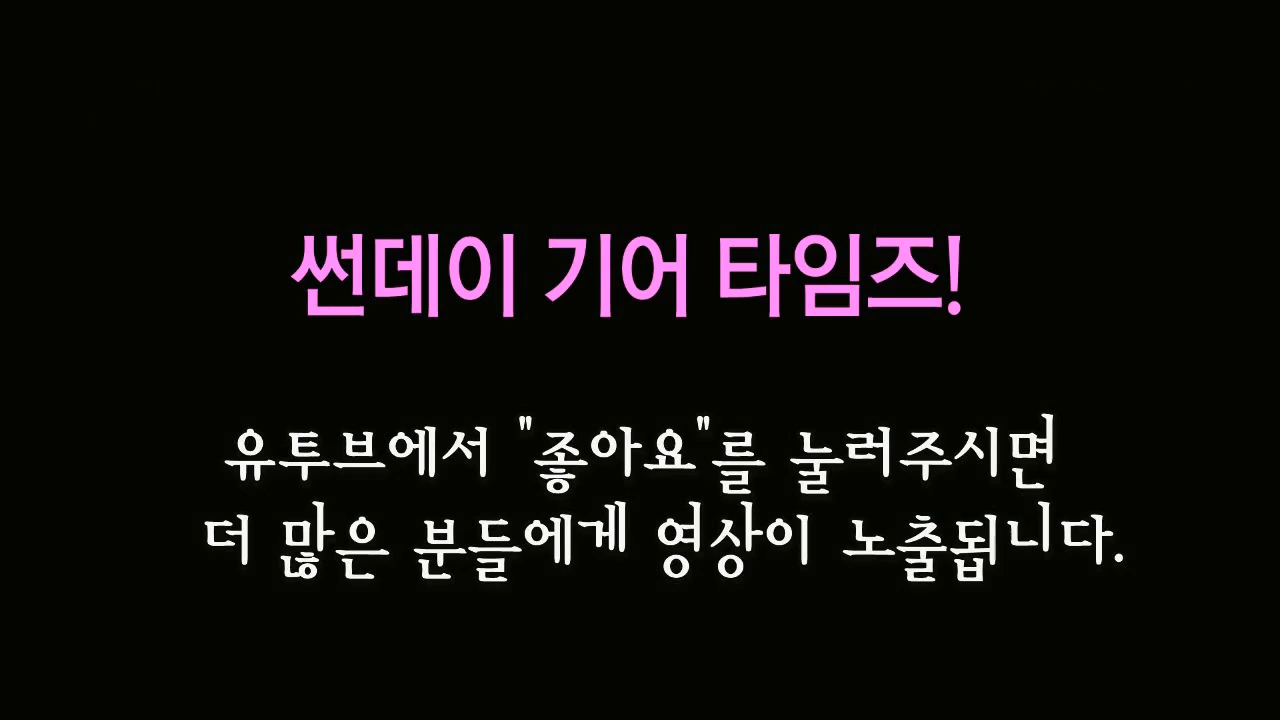 썬데이 기어 타임즈!
유투브에서 "좋아요"를 눌러주시면
더 많은 분들에게 영상이 노출됩니다.